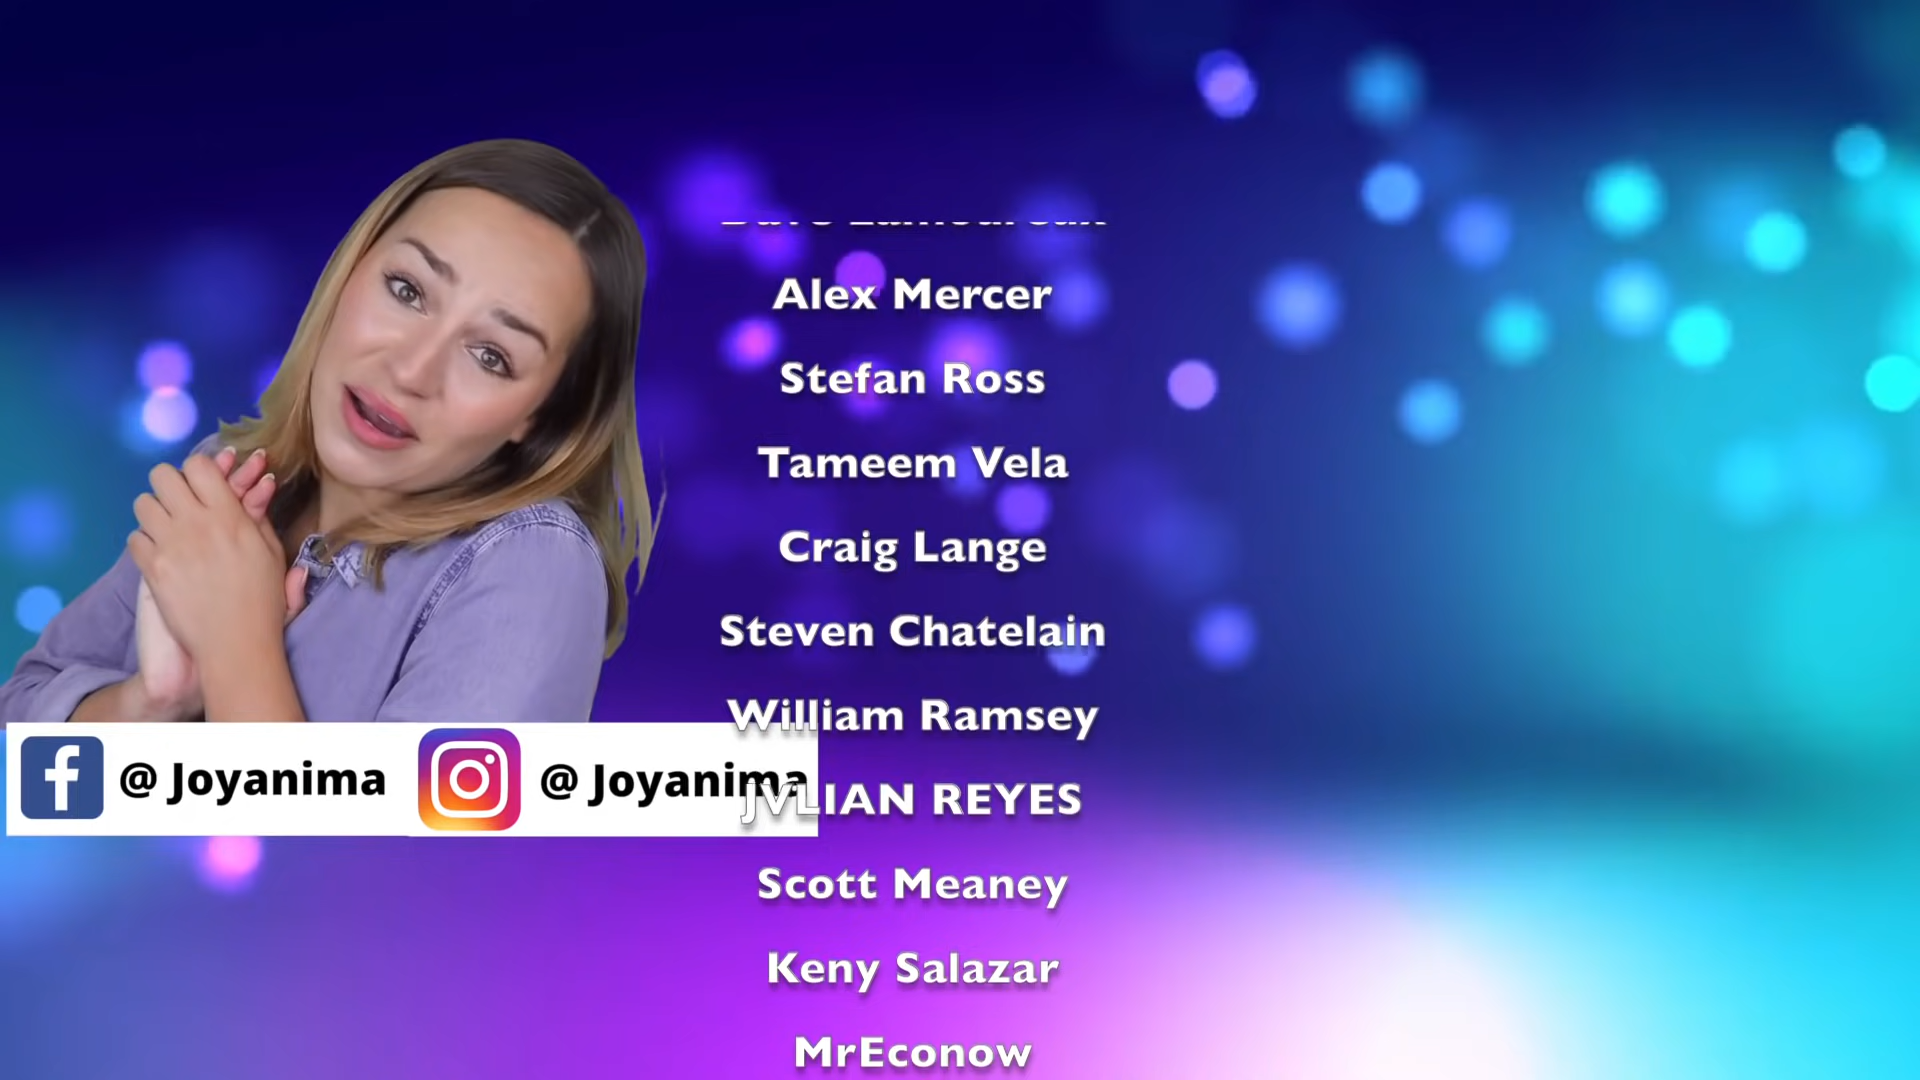 Alex Mercer
Stefan Ross
Tameem Vela
Craig Lange
Steven Chatelain
William Ramsey
@ Joyanima @ Joyanima
JVLIAN REYES
Scott Meaney
Keny Salazar
MrEconow